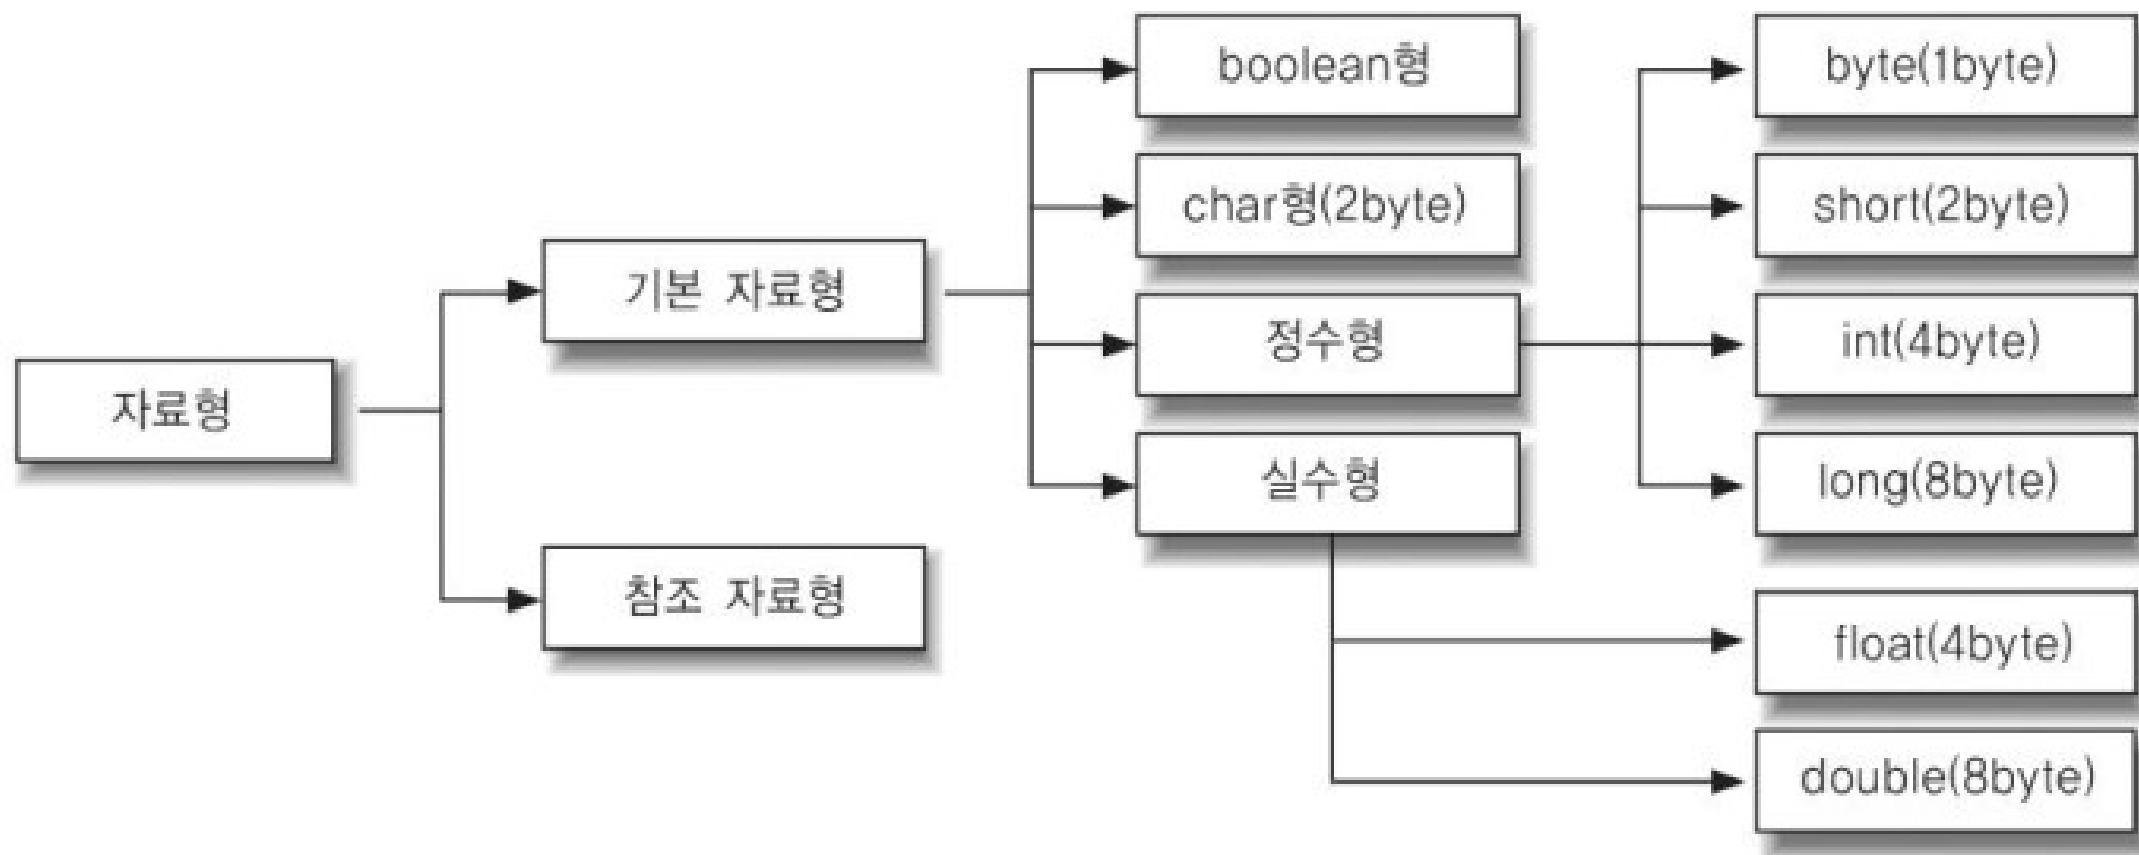 자료형
기본 자료형
참조 자료형
boolean형
char형(2byte)
정수형
실수형
byte(1byte)
short(2byte)
int(4byte)
long(8byte)
float(4byte)
double(8byte)